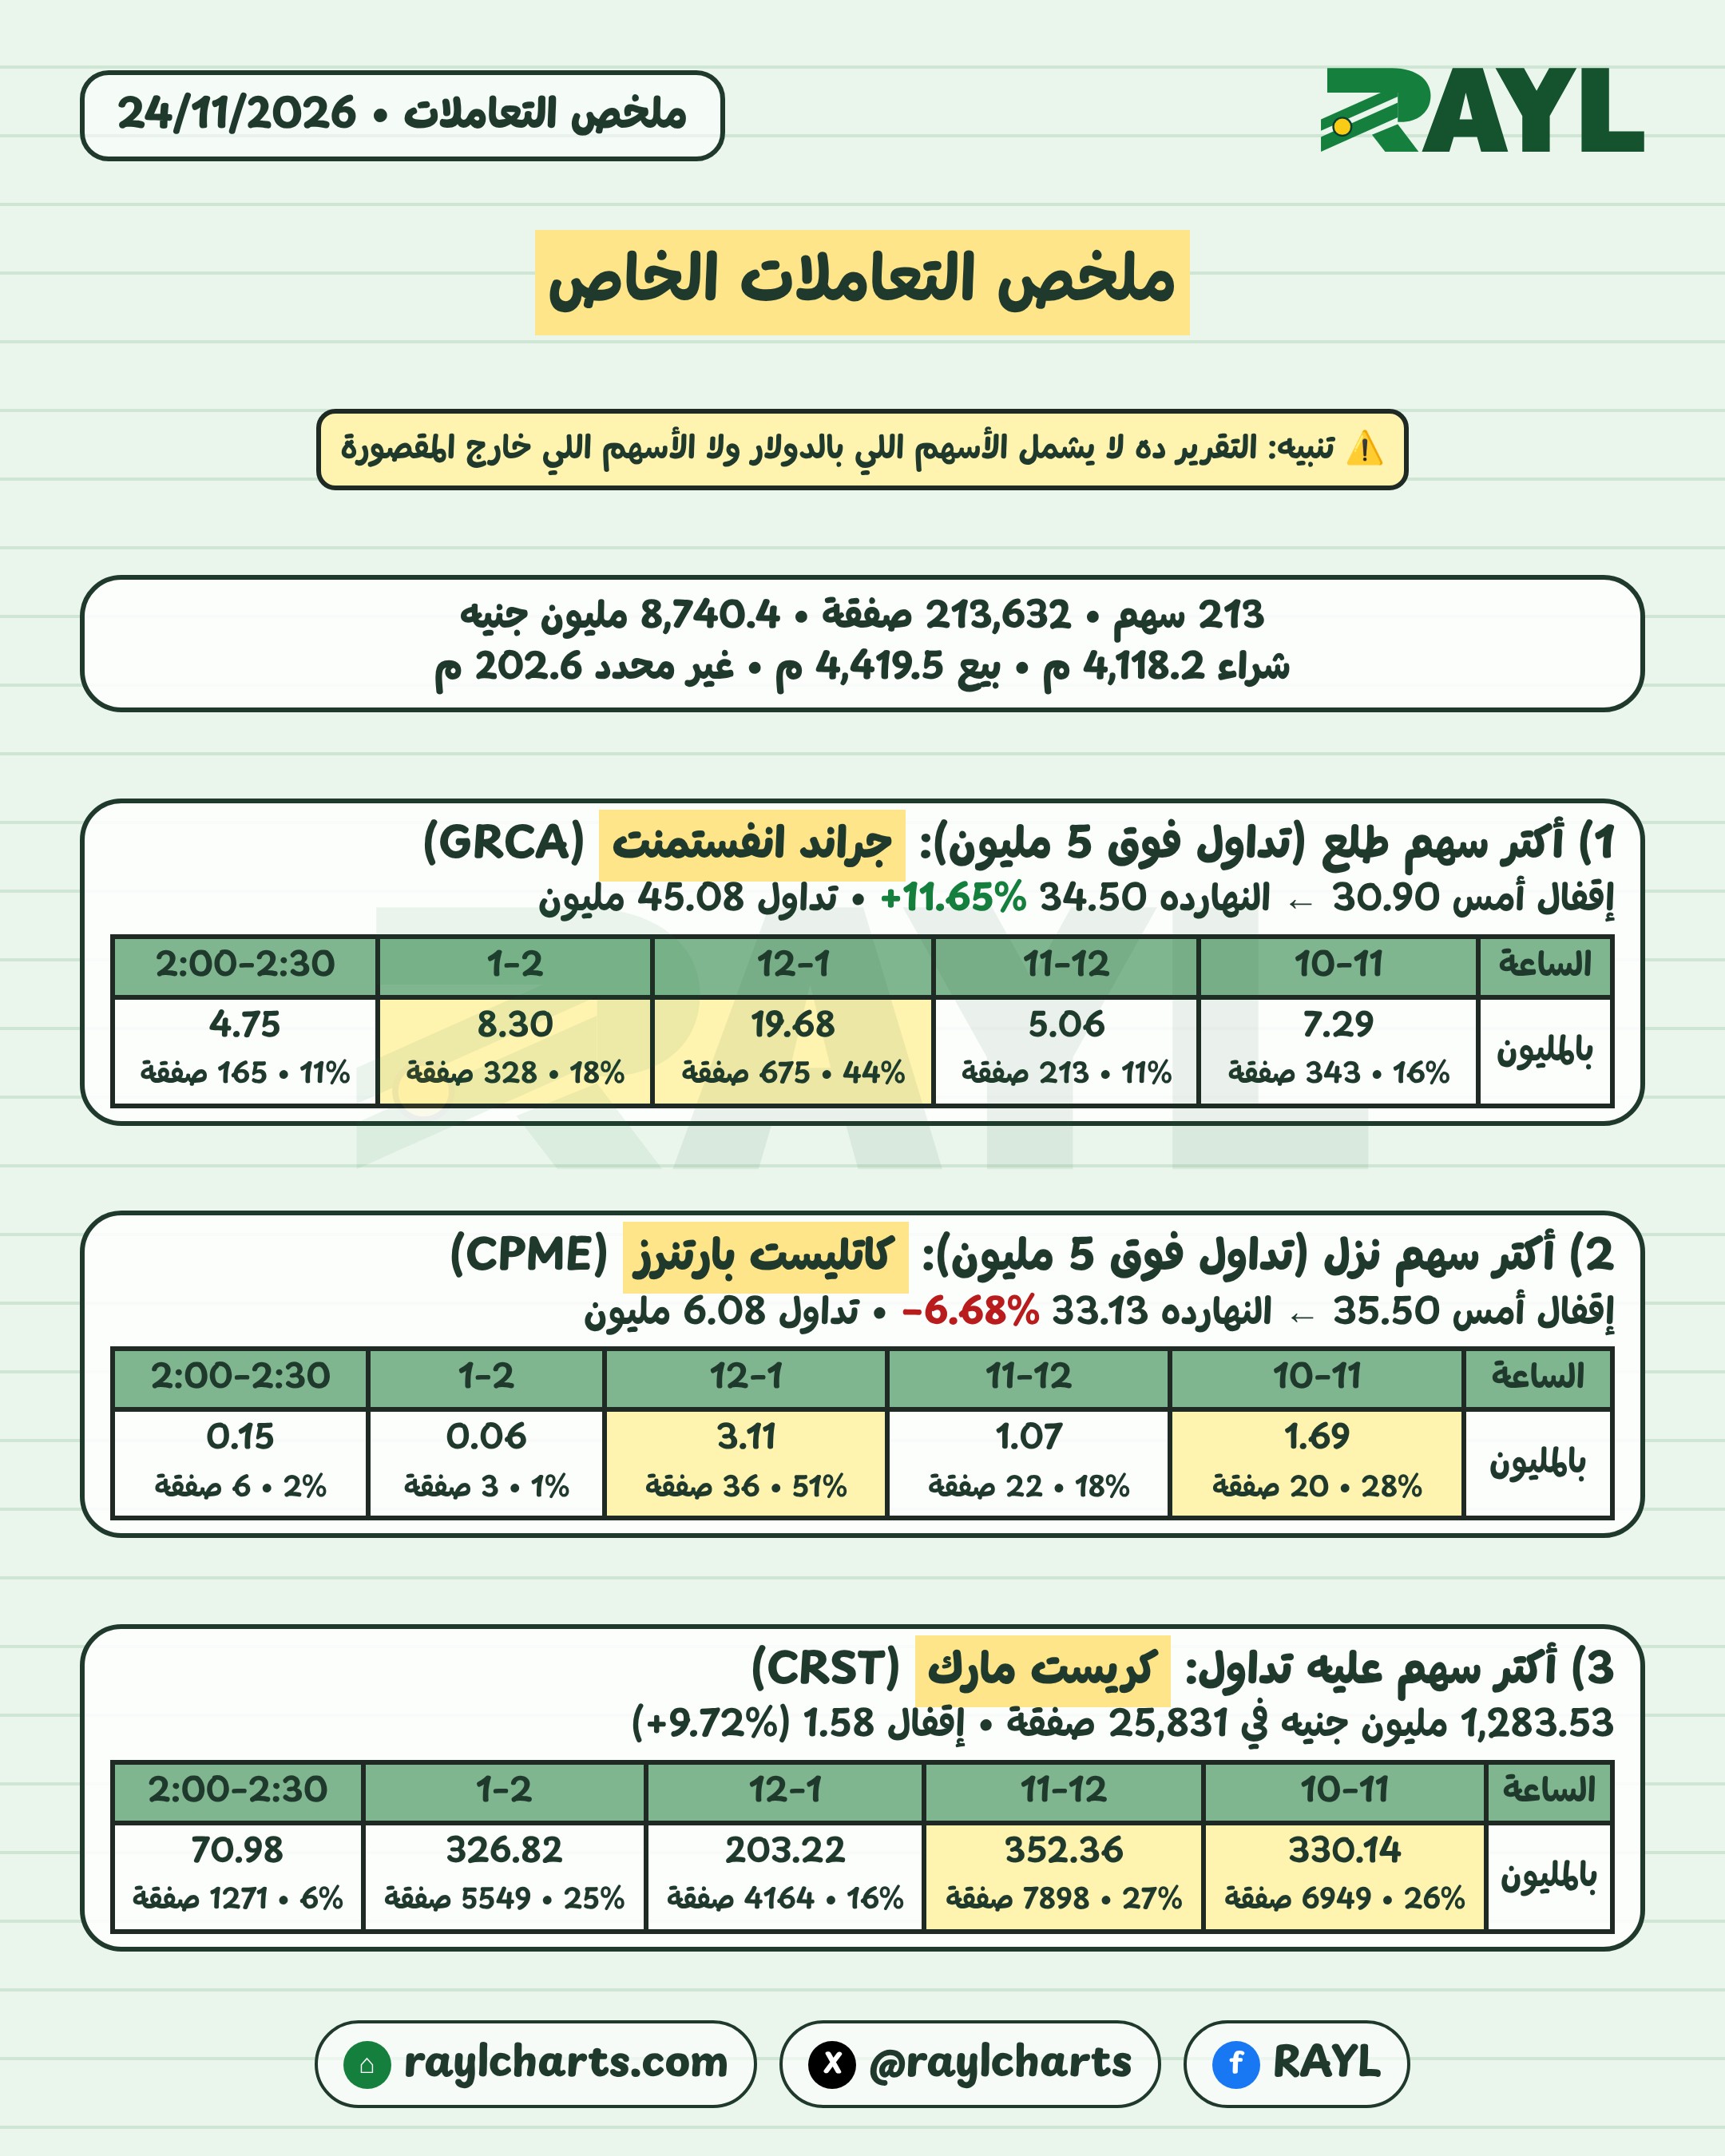 RAYL
ملخص التعاملات • 24/11/2026
ملخص التعاملات الخاص
⚠️ تنبيه: التقرير دة لا يشمل الأسهم اللي بالدولار ولا الأسهم اللي خارج المقصورة
213 سهم • 213,632 صفقة • 8,740.4 مليون جنيه
شراء 4,118.2 م • بيع 4,419.5 م • غير محدد 202.6 م
1) أكتر سهم طلع (تداول فوق 5 مليون): جراند انفستمنت (GRCA)
إقفال أمس 30.90 ← النهارده 34.50 +11.65% • تداول 45.08 مليون
الساعة 10-11 11-12 12-1 1-2 2:00-2:30
بالمليون 7.29 5.06 19.68 8.30 4.75
16% • 343 صفقة 11% • 213 صفقة 44% • 675 صفقة 18% • 328 صفقة 11% • 165 صفقة
2) أكتر سهم نزل (تداول فوق 5 مليون): كاتليست بارتنرز (CPME)
إقفال أمس 35.50 ← النهارده 33.13 -6.68% • تداول 6.08 مليون
الساعة 10-11 11-12 12-1 1-2 2:00-2:30
بالمليون 1.69 1.07 3.11 0.06 0.15
28% • 20 صفقة 18% • 22 صفقة 51% • 36 صفقة 1% • 3 صفقة 2% • 6 صفقة
3) أكتر سهم عليه تداول: كريست مارك (CRST)
1,283.53 مليون جنيه في 25,831 صفقة • إقفال 1.58 (+9.72%)
الساعة 10-11 11-12 12-1 1-2 2:00-2:30
بالمليون 330.14 352.36 203.22 326.82 70.98
26% • 6949 صفقة 27% • 7898 صفقة 16% • 4164 صفقة 25% • 5549 صفقة 6% • 1271 صفقة
raylcharts.com X @raylcharts f RAYL